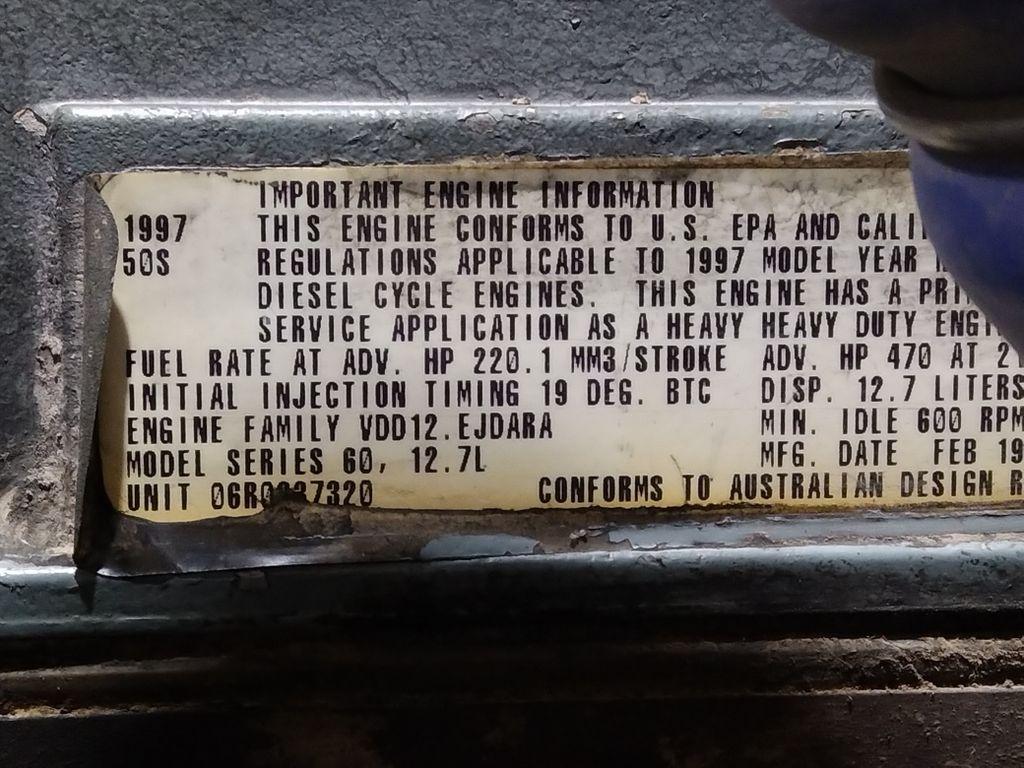 IMPORTANT ENGINE INFORMATION
1997 THIS ENGINE CONFORMS TO U.S. EPA AND
50S REGULATIONS APPLICABLE TO 1997 MODEL YEAR
DIESEL CYCLE ENGINES. THIS ENGINE HAS A
SERVICE APPLICATION AS A HEAVY HEAVY DUTY
FUEL RATE AT ADV. HP 220.1 MM3/STROKE ADV. HP 470 AT
INITIAL INJECTION TIMING 19 DEG. BTC DISP. 12.7 LITERS
ENGINE FAMILY VDD12.EJDARA MIN. IDLE 600 RPM
MODEL SERIES 60, 12.7L MFG. DATE FEB
UNIT CONFORMS TO AUSTRALIAN DESIGN